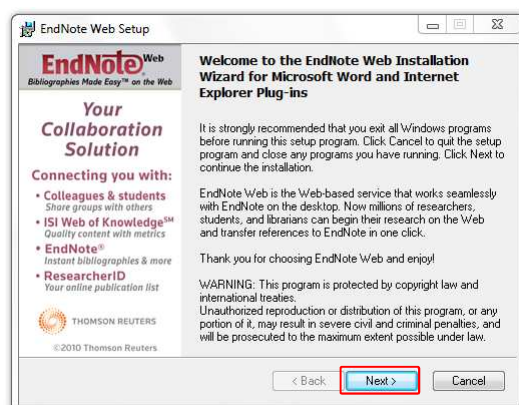 EndNote Web Setup
EndNote® Web
Bibliographies Made Easy™ on the Web
Your
Collaboration
Solution
Connecting you with:
• Colleagues & students
Share groups with others
• ISI Web of Knowledge℠
Quality content with metrics
• EndNote®
Instant bibliographies & more
• ResearcherID
Your online publication list
THOMSON REUTERS
©2010 Thomson Reuters
Welcome to the EndNote Web Installation
Wizard for Microsoft Word and Internet
Explorer Plug-ins
It is strongly recommended that you exit all Windows programs
before running this setup program. Click Cancel to quit the setup
program and close any programs you have running. Click Next to
continue the installation.
EndNote Web is the Web-based service that works seamlessly
with EndNote on the desktop. Now millions of researchers,
students, and librarians can begin their research on the Web
and transfer references to EndNote in one click.
Thank you for choosing EndNote Web and enjoy!
WARNING: This program is protected by copyright law and
international treaties.
Unauthorized reproduction or distribution of this program, or any
portion of it, may result in severe civil and criminal penalties, and
will be prosecuted to the maximum extent possible under law.
< Back
Next >
Cancel